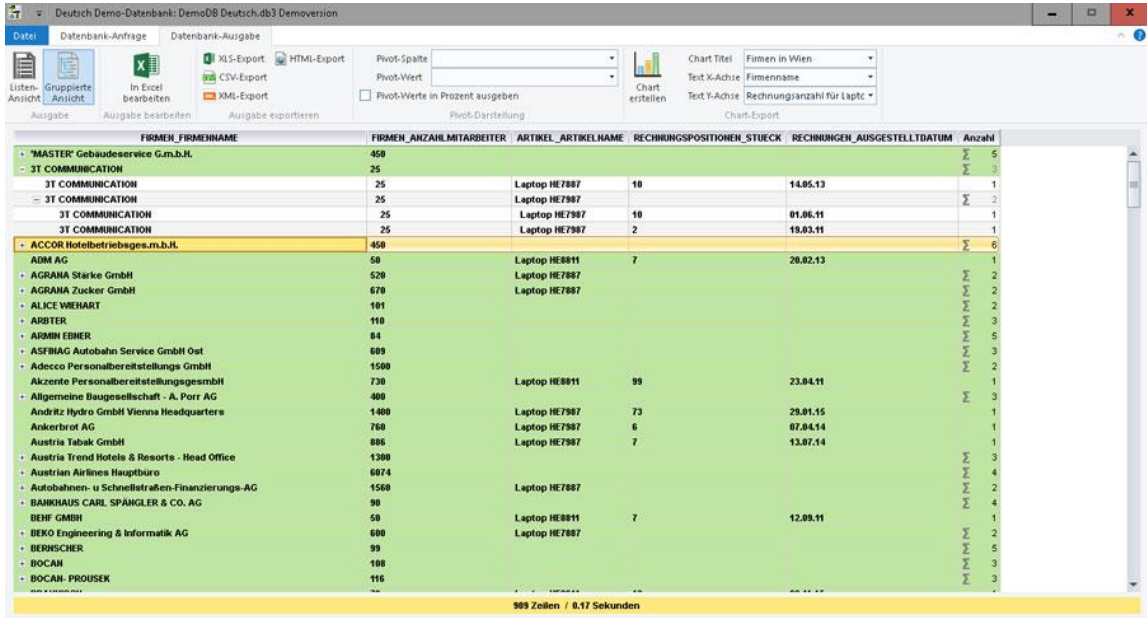 Deutsch Demo-Datenbank: DemoDB Deutsch.db3 Demoversion
Datei Datenbank-Anfrage Datenbank-Ausgabe
XLS-Export HTML-Export Pivot-Spalte Chart Titel Firmen in Wien
CSV-Export Pivot-Wert Text X-Achse Firmenname
Listen-Ansicht Gruppierte Ansicht In Excel bearbeiten XML-Export Pivot-Werte in Prozent ausgeben Chart erstellen Text Y-Achse Rechnungsanzahl für Laptc
Ausgabe Ausgabe bearbeiten Ausgabe exportieren Pivot-Darstellung Chart-Export
FIRMEN_FIRMENNAME FIRMEN_ANZAHLMITARBEITER ARTIKEL_ARTIKELNAME RECHNUNGSPOSITIONEN_STUECK RECHNUNGEN_AUSGESTELLTDATUM Anzahl
+ "MASTER" Gebäudeservice G.m.b.H. 450 Σ 5
- 3T COMMUNICATION 25 Σ 3
3T COMMUNICATION 25 Laptop HE7887 10 14.05.13 1
- 3T COMMUNICATION 25 Laptop HE7987 Σ 2
3T COMMUNICATION 25 Laptop HE7987 10 01.06.11 1
3T COMMUNICATION 25 Laptop HE7987 2 19.03.11 1
+ ACCOR Hotelbetriebsges.m.b.H. 450 Σ 6
ADM AG 50 Laptop HE8811 7 20.02.13 1
+ AGRANA Stärke GmbH 520 Laptop HE7887 Σ 2
+ AGRANA Zucker GmbH 670 Laptop HE7887 Σ 2
+ ALICE WIEHART 101 Σ 2
+ ARBTER 110 Σ 3
+ ARMIN EBNER 84 Σ 5
+ ASFINAG Autobahn Service GmbH Ost 609 Σ 3
+ Adecco Personalbereitstellungs GmbH 1500 Σ 2
Akzente PersonalbereitstellungsgesmbH 730 Laptop HE8811 99 23.04.11 1
+ Allgemeine Baugesellschaft - A. Porr AG 400 Σ 3
Andritz Hydro GmbH Vienna Headquarters 1400 Laptop HE7987 73 29.01.15 1
Ankerbrot AG 760 Laptop HE7987 6 07.04.14 1
Austria Tabak GmbH 886 Laptop HE7987 7 13.07.14 1
+ Austria Trend Hotels & Resorts - Head Office 1300 Σ 3
+ Austrian Airlines Hauptbüro 6074 Σ 4
+ Autobahnen- u Schnellstraßen-Finanzierungs-AG 1560 Laptop HE7887 Σ 2
+ BANKHAUS CARL SPÄNGLER & CO. AG 90 Σ 4
BEHF GMBH 50 Laptop HE8811 7 12.09.11 1
+ BEKO Engineering & Informatik AG 600 Laptop HE7887 Σ 2
+ BERNSCHER 99 Σ 5
+ BOCAN 108 Σ 3
+ BOCAN- PROUSEK 116 Σ 3
909 Zeilen / 0.17 Sekunden